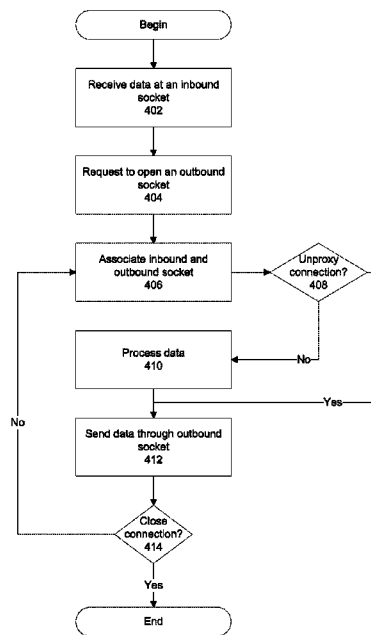 Begin
Receive data at an inbound
socket
402
Request to open an outbound
socket
404
Associate inbound and
outbound socket
406
Unproxy
connection?
408
Process data
410
No
Yes
No
Send data through outbound
socket
412
Close
connection?
414
Yes
End